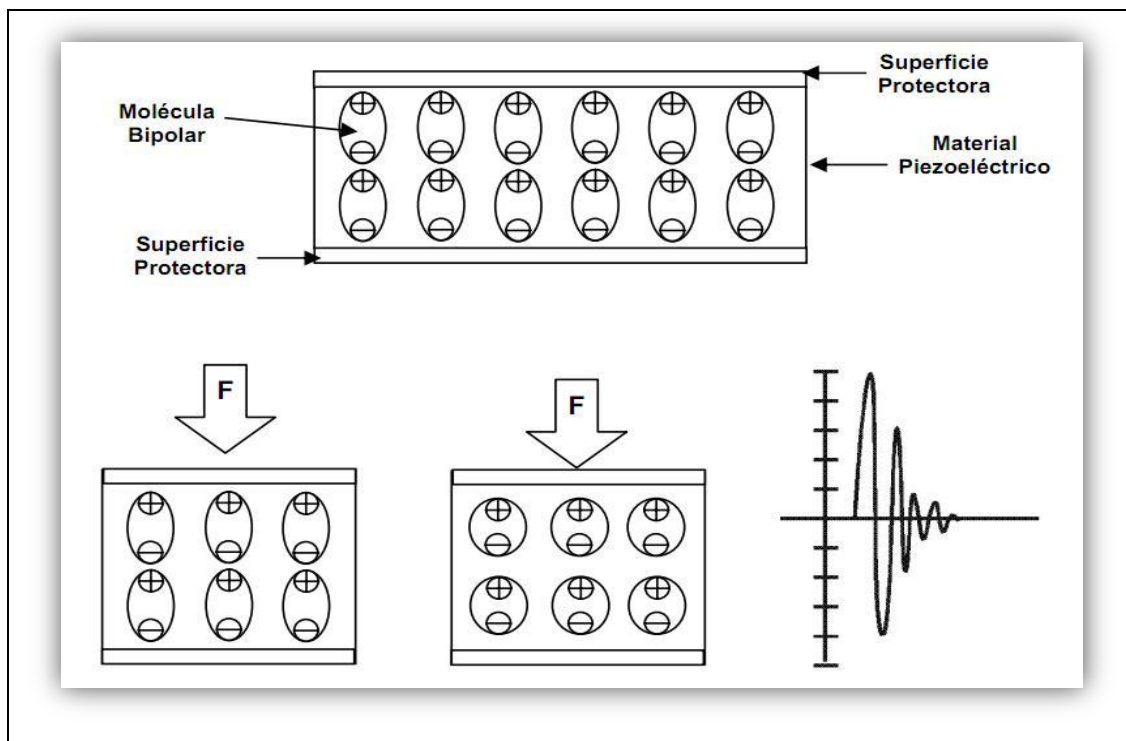 Superficie
Protectora
Molécula
Bipolar
Material
Piezoeléctrico
Superficie
Protectora
F
F